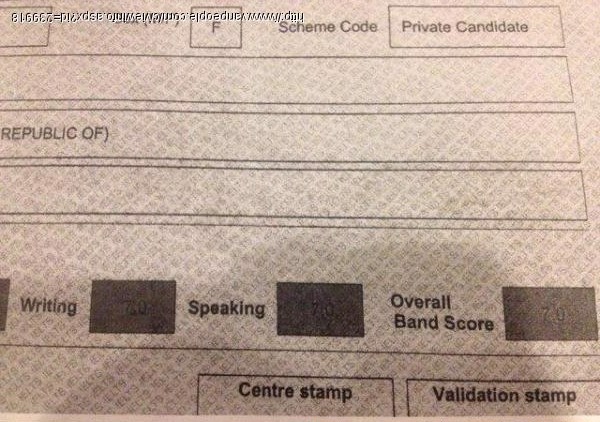 F Scheme Code Private Candidate
REPUBLIC OF)
Writing 7.0 Speaking 7.0 Overall Band Score 7.0
Centre stamp Validation stamp